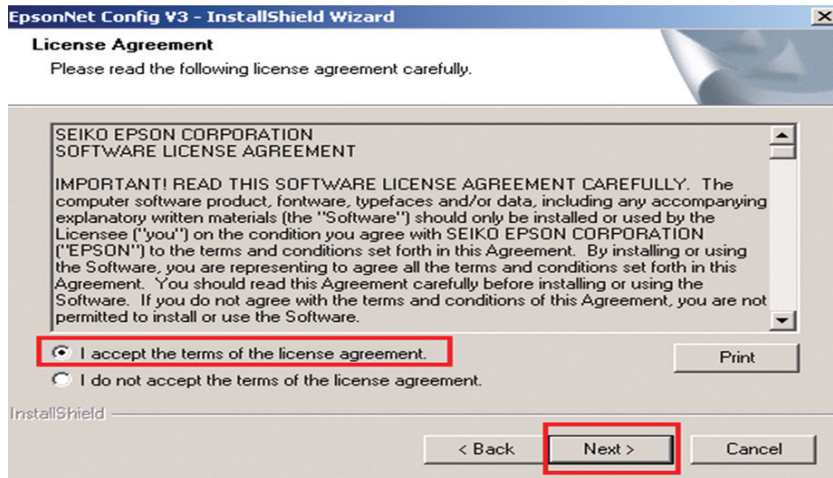 EpsonNet Config V3 - InstallShield Wizard
License Agreement
Please read the following license agreement carefully.
SEIKO EPSON CORPORATION
SOFTWARE LICENSE AGREEMENT
IMPORTANT! READ THIS SOFTWARE LICENSE AGREEMENT CAREFULLY. The
computer software product, fontware, typefaces and/or data, including any accompanying
explanatory written materials (the "Software") should only be installed or used by the
Licensee ("you") on the condition you agree with SEIKO EPSON CORPORATION
("EPSON") to the terms and conditions set forth in this Agreement. By installing or using
the Software, you are representing to agree all the terms and conditions set forth in this
Agreement. You should read this Agreement carefully before installing or using the
Software. If you do not agree with the terms and conditions of this Agreement, you are not
permitted to install or use the Software.
I accept the terms of the license agreement.
Print
I do not accept the terms of the license agreement.
InstallShield
< Back Next > Cancel